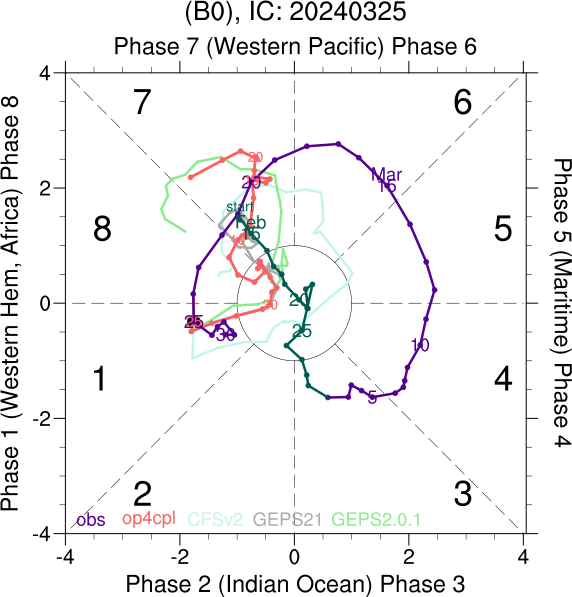 (B0), IC: 20240325
Phase 7 (Western Pacific) Phase 6
Phase 1 (Western Hem, Africa) Phase 8
Phase 5 (Maritime) Phase 4
4
2
0
-2
-4
7
6
8
5
1
4
2
3
20
20
Mar
15
start
Feb
15
20
25
30
25
30
10
5
obs op4cpl CFSv2 GEPS21 GEPS2.0.1
-4 -2 0 2 4
Phase 2 (Indian Ocean) Phase 3